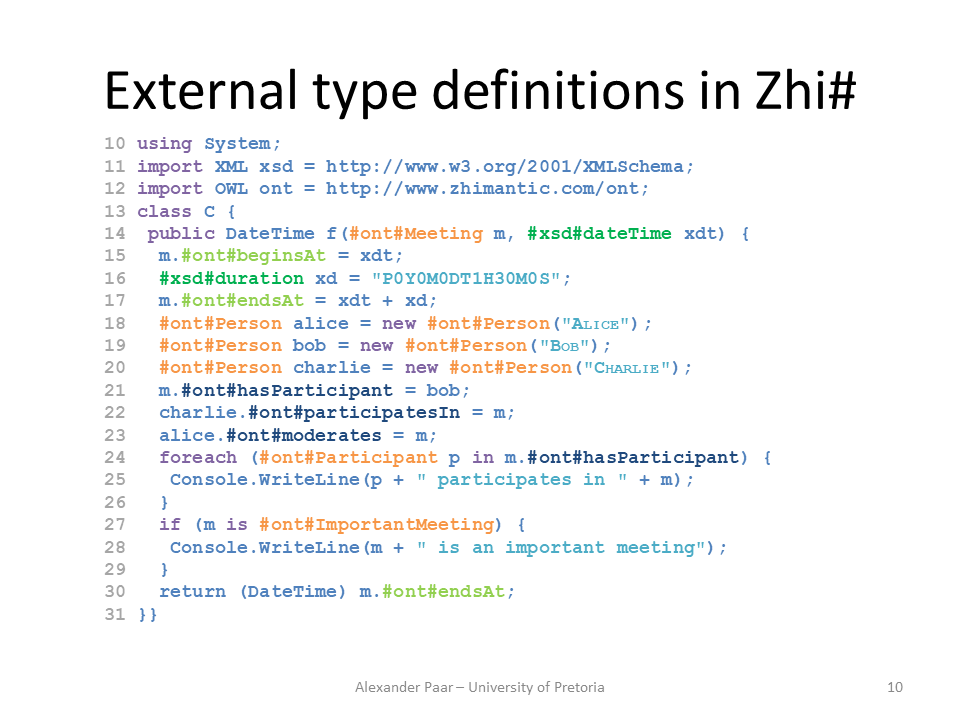 External type definitions in Zhi#
10 using System;
11 import XML xsd = http://www.w3.org/2001/XMLSchema;
12 import OWL ont = http://www.zhimantic.com/ont;
13 class C {
14  public DateTime f(#ont#Meeting m, #xsd#dateTime xdt) {
15   m.#ont#beginsAt = xdt;
16   #xsd#duration xd = "P0Y0M0DT1H30M0S";
17   m.#ont#endsAt = xdt + xd;
18   #ont#Person alice = new #ont#Person("Alice");
19   #ont#Person bob = new #ont#Person("Bob");
20   #ont#Person charlie = new #ont#Person("Charlie");
21   m.#ont#hasParticipant = bob;
22   charlie.#ont#participatesIn = m;
23   alice.#ont#moderates = m;
24   foreach (#ont#Participant p in m.#ont#hasParticipant) {
25    Console.WriteLine(p + " participates in " + m);
26   }
27   if (m is #ont#ImportantMeeting) {
28    Console.WriteLine(m + " is an important meeting");
29   }
30   return (DateTime) m.#ont#endsAt;
31 }}
Alexander Paar – University of Pretoria
10